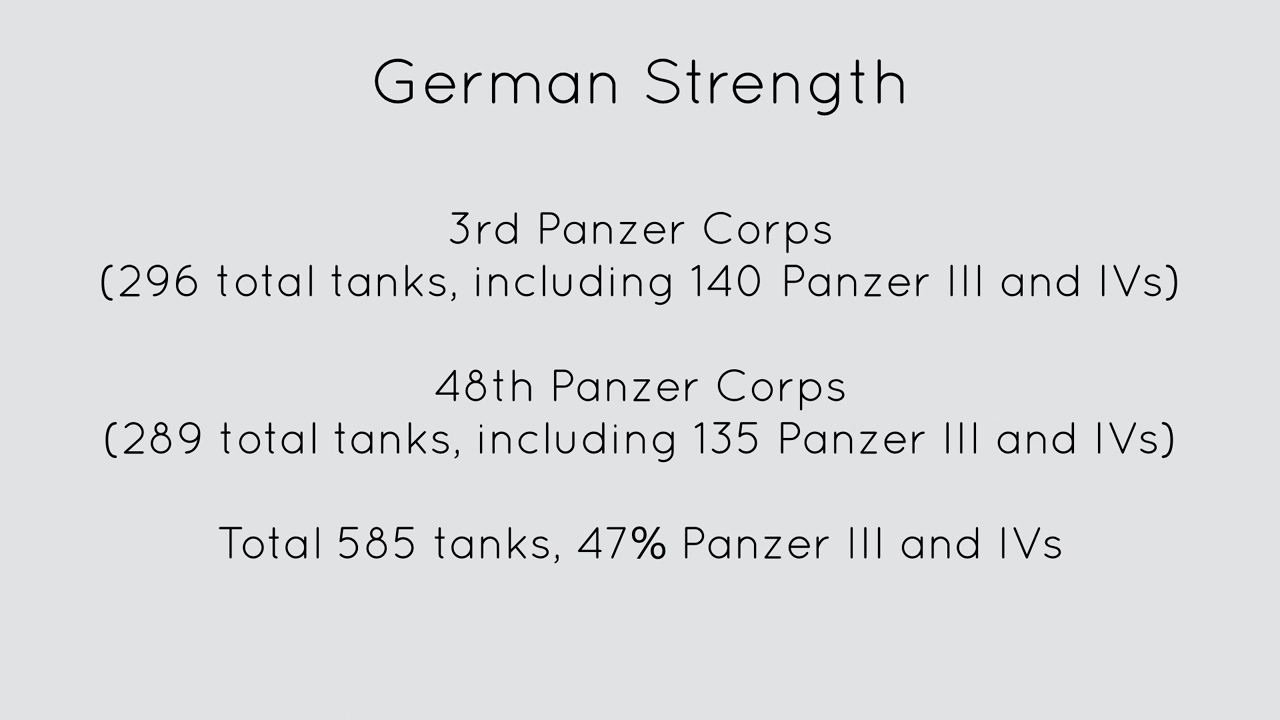 German Strength
3rd Panzer Corps
(296 total tanks, including 140 Panzer III and IVs)
48th Panzer Corps
(289 total tanks, including 135 Panzer III and IVs)
Total 585 tanks, 47% Panzer III and IVs